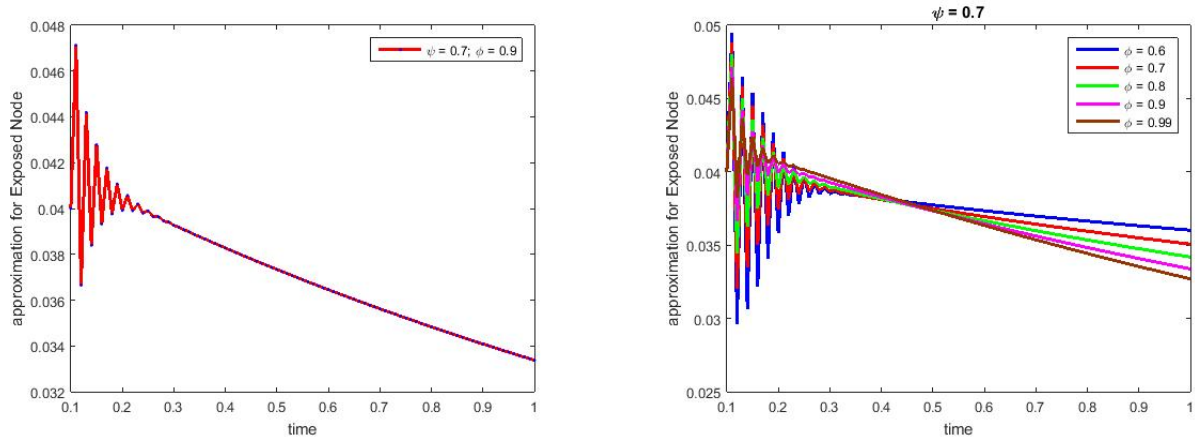 0.048
0.046
0.044
0.042
0.04
0.038
0.036
0.034
0.032
approximation for Exposed Node
ψ = 0.7; ϕ = 0.9
0.1 0.2 0.3 0.4 0.5 0.6 0.7 0.8 0.9 1
time
ψ = 0.7
0.05
0.045
0.04
0.035
0.03
0.025
approximation for Exposed Node
ϕ = 0.6
ϕ = 0.7
ϕ = 0.8
ϕ = 0.9
ϕ = 0.99
0.1 0.2 0.3 0.4 0.5 0.6 0.7 0.8 0.9 1
time